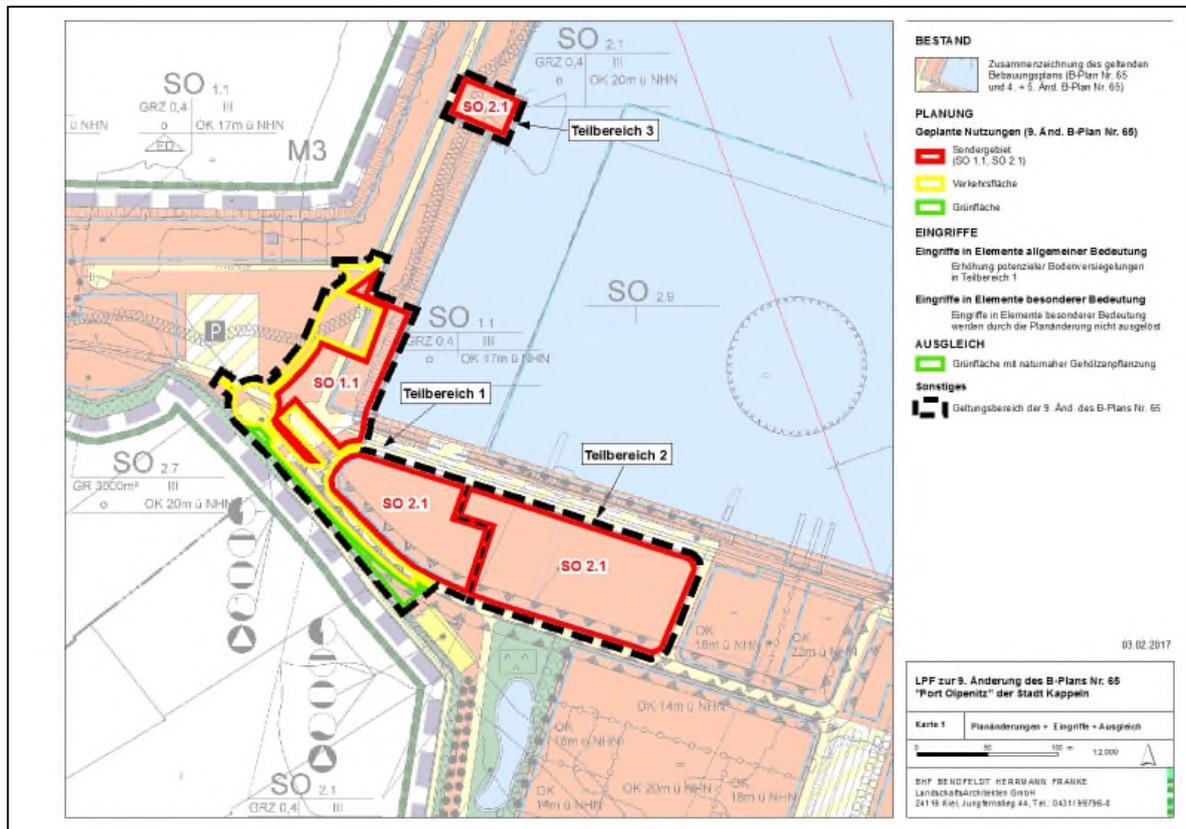 SO 2.1
GRZ 0,4 III
o OK 20m ü NHN
SO 1.1
GRZ 0,4 III
o OK 17m ü NHN
ü NHN
ED
M3
SO 2.1
Teilbereich 3
SO 2.9
SO 1.1
GRZ 0,4 III
o OK 17m ü NHN
P
SO 1.1
Teilbereich 1
Teilbereich 2
SO 2.7
GR 3000m² III
o OK 20m ü NHN
SO 2.1
SO 2.1
OK
18m ü NHN
OK
22m ü NHN
OK 14m ü NHN
OK
ü NHN
OK 20m ü NHN
OK
18m ü NHN
OK
ü NHN
SO 2.1
GRZ 0,4 III
BESTAND
Zusammenzeichnung des geltenden
Bebauungsplans (B-Plan Nr. 65
und 4. + 5. Änd. B-Plan Nr. 65)
PLANUNG
Geplante Nutzungen (9. Änd. B-Plan Nr. 65)
Sondergebiet
(SO 1.1, SO 2.1)
Verkehrsfläche
Grünfläche
EINGRIFFE
Eingriffe in Elemente allgemeiner Bedeutung
Erhöhung potenzieler Bodenversiegelungen
in Teilbereich 1
Eingriffe in Elemente besonderer Bedeutung
Eingriffe in Elemente besonderer Bedeutung
werden durch die Planänderung nicht ausgelöst
AUSGLEICH
Grünfläche mit naturnaher Gehölzanpflanzung
Sonstiges
Geltungsbereich der 9. Änd. des B-Plans Nr. 65
03.02.2017
LPF zur 9. Änderung des B-Plans Nr. 65
"Port Olpenitz" der Stadt Kappeln
Karte 1 Planänderungen + Eingriffe + Ausgleich
0 50 100 m 1:2.000
BHF BENDFELDT HERRMANN FRANKE
LandschaftsArchitekten GmbH
24116 Kiel, Jungfernstieg 44, Tel.: 0431/ 99796-0